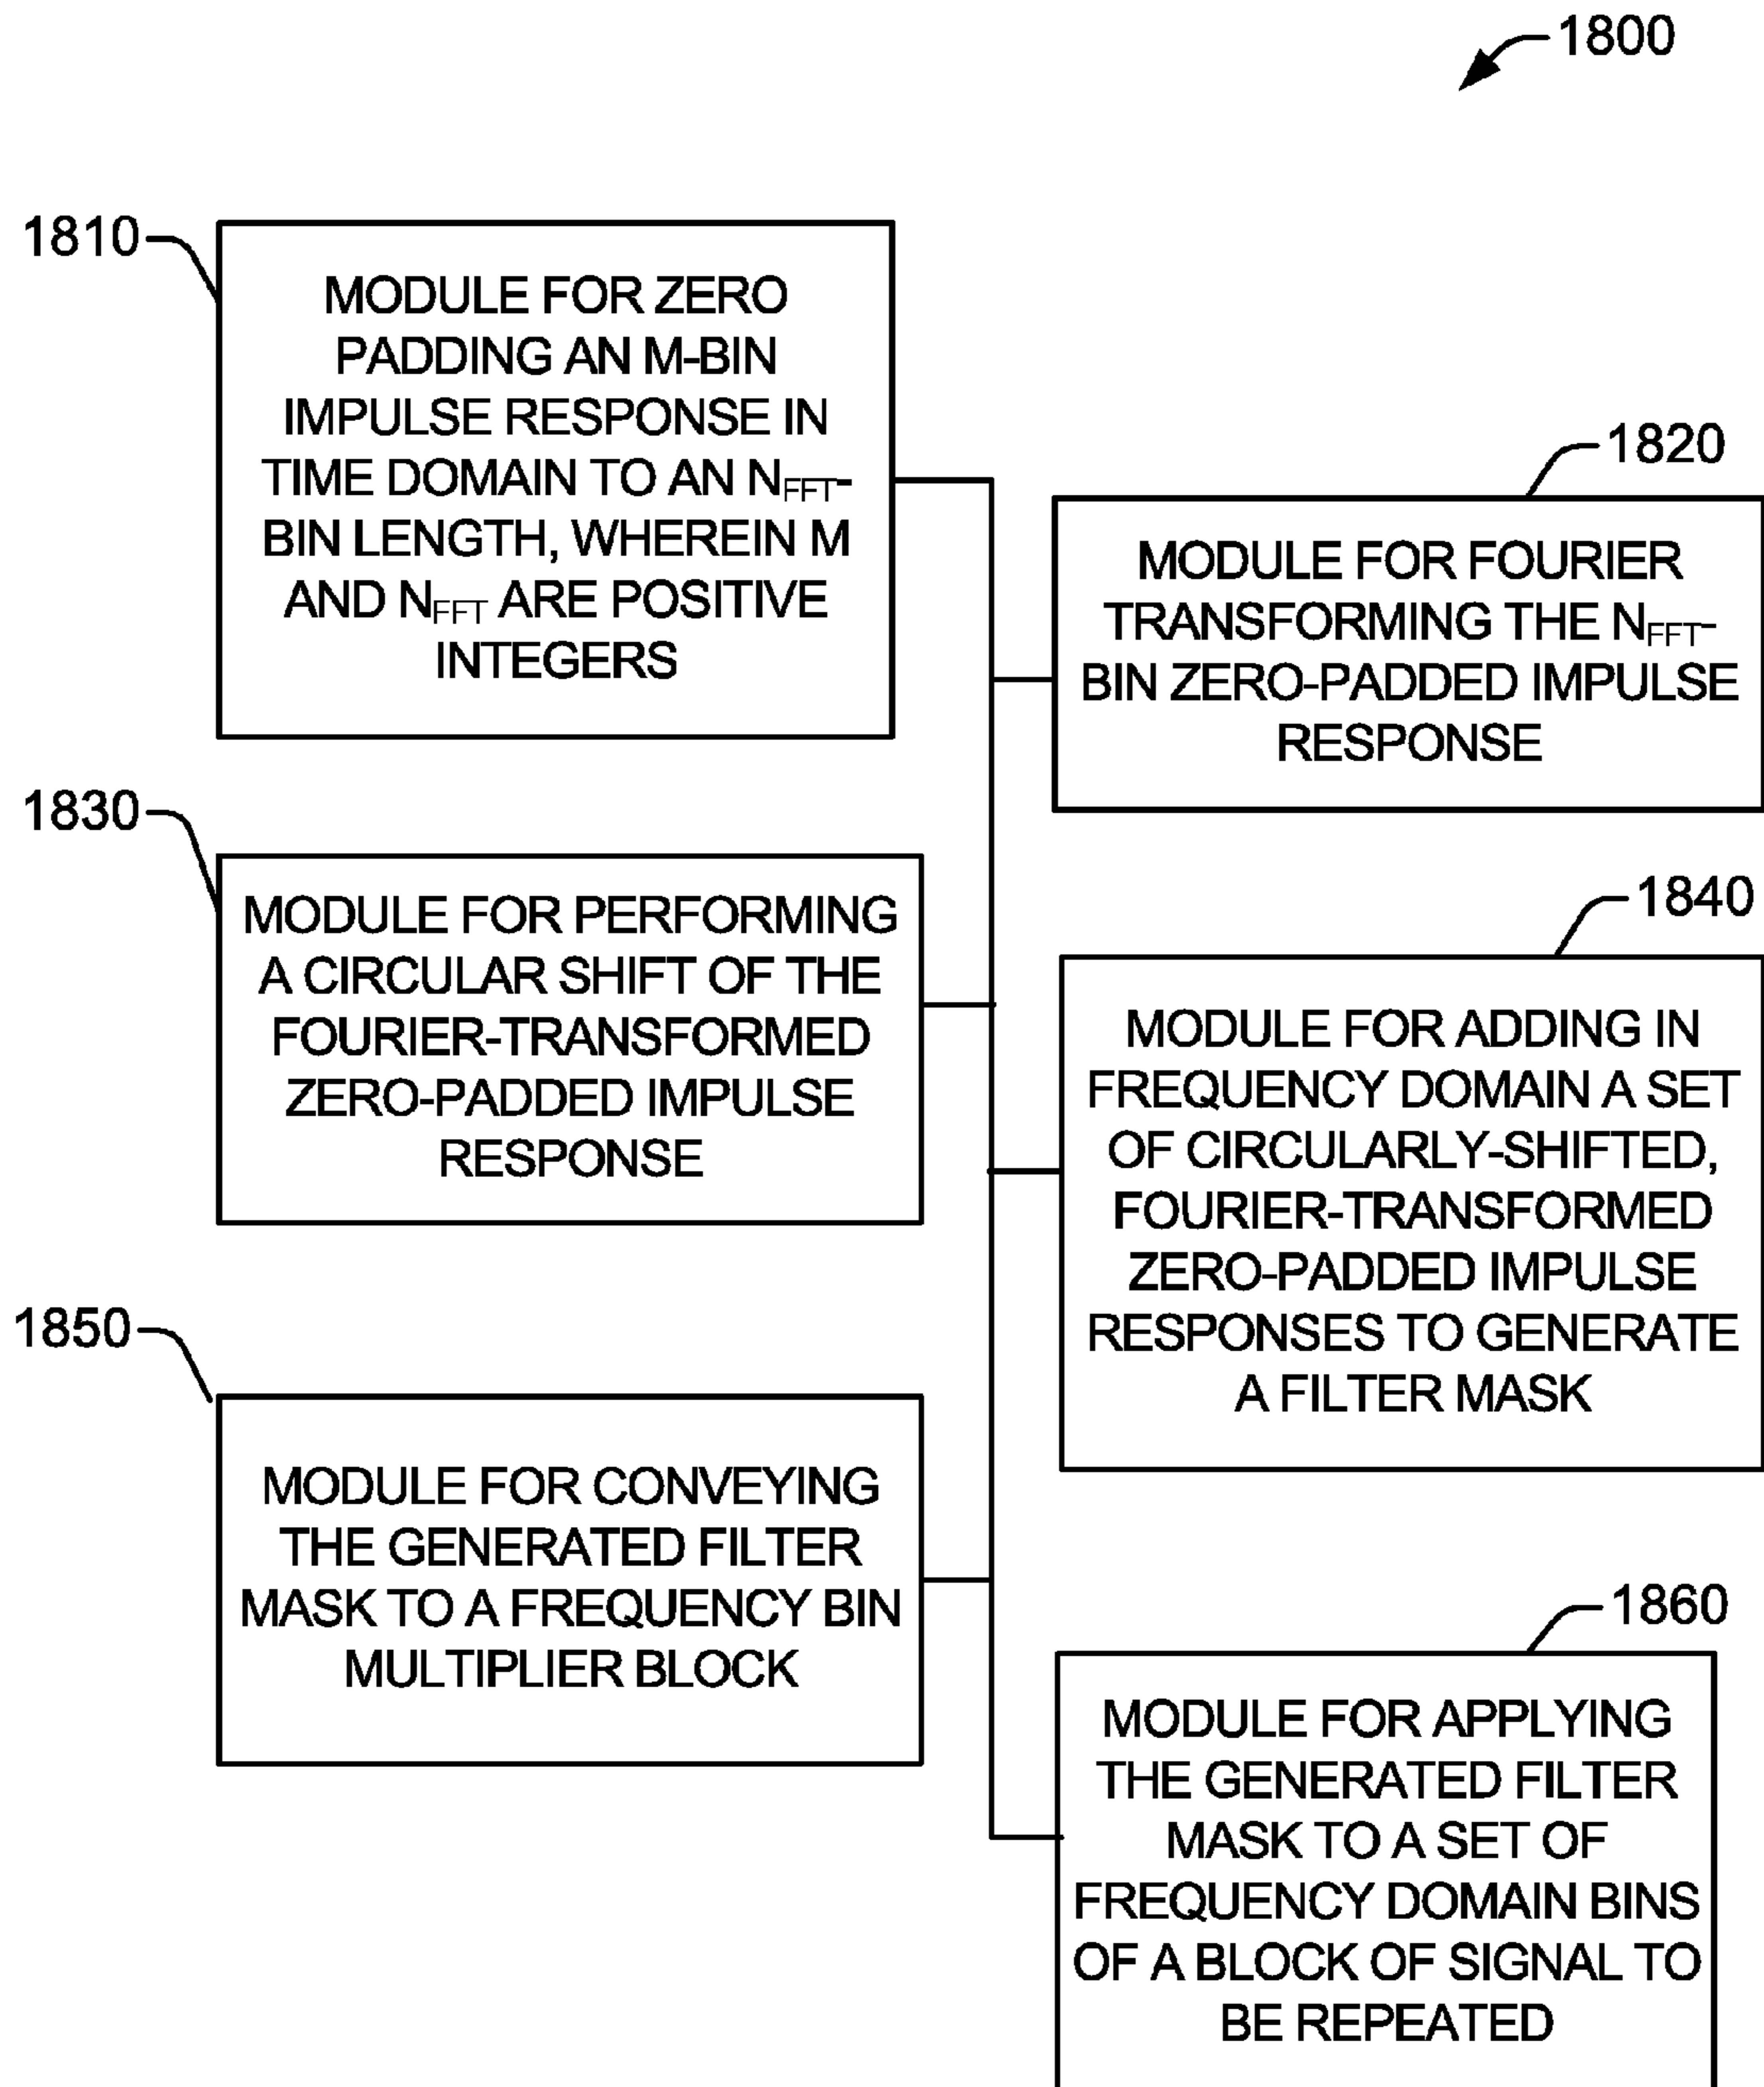 1800
1810
MODULE FOR ZERO
PADDING AN M-BIN
IMPULSE RESPONSE IN
TIME DOMAIN TO AN NFFT-
BIN LENGTH, WHEREIN M
AND NFFT ARE POSITIVE
INTEGERS
1820
MODULE FOR FOURIER
TRANSFORMING THE NFFT-
BIN ZERO-PADDED IMPULSE
RESPONSE
1830
MODULE FOR PERFORMING
A CIRCULAR SHIFT OF THE
FOURIER-TRANSFORMED
ZERO-PADDED IMPULSE
RESPONSE
1840
MODULE FOR ADDING IN
FREQUENCY DOMAIN A SET
OF CIRCULARLY-SHIFTED,
FOURIER-TRANSFORMED
ZERO-PADDED IMPULSE
RESPONSES TO GENERATE
A FILTER MASK
1850
MODULE FOR CONVEYING
THE GENERATED FILTER
MASK TO A FREQUENCY BIN
MULTIPLIER BLOCK
1860
MODULE FOR APPLYING
THE GENERATED FILTER
MASK TO A SET OF
FREQUENCY DOMAIN BINS
OF A BLOCK OF SIGNAL TO
BE REPEATED